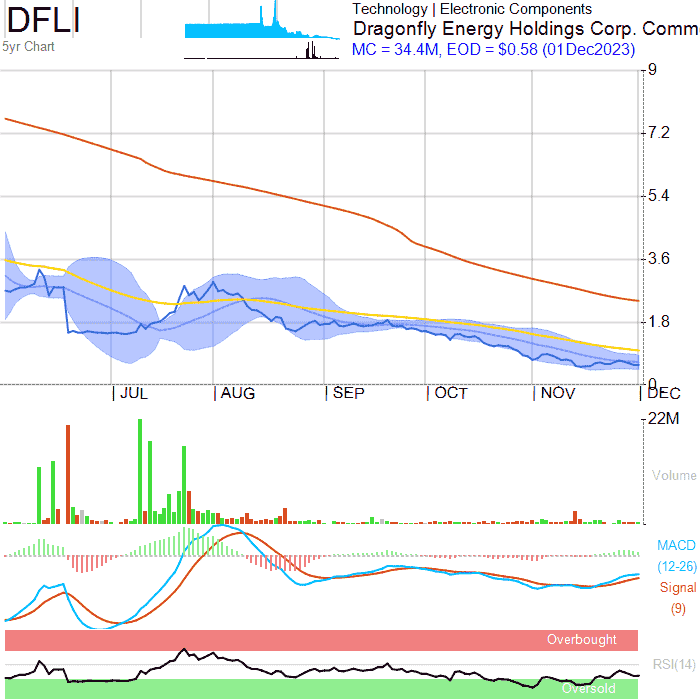 DFLI
5yr Chart
Technology | Electronic Components
Dragonfly Energy Holdings Corp. Comm
MC = 34.4M, EOD = $0.58 (01Dec2023)
9
7.2
5.4
3.6
1.8
0
JUL
AUG
SEP
OCT
NOV
DEC
22M
Volume
MACD
(12-26)
Signal
(9)
Overbought
RSI(14)
Oversold